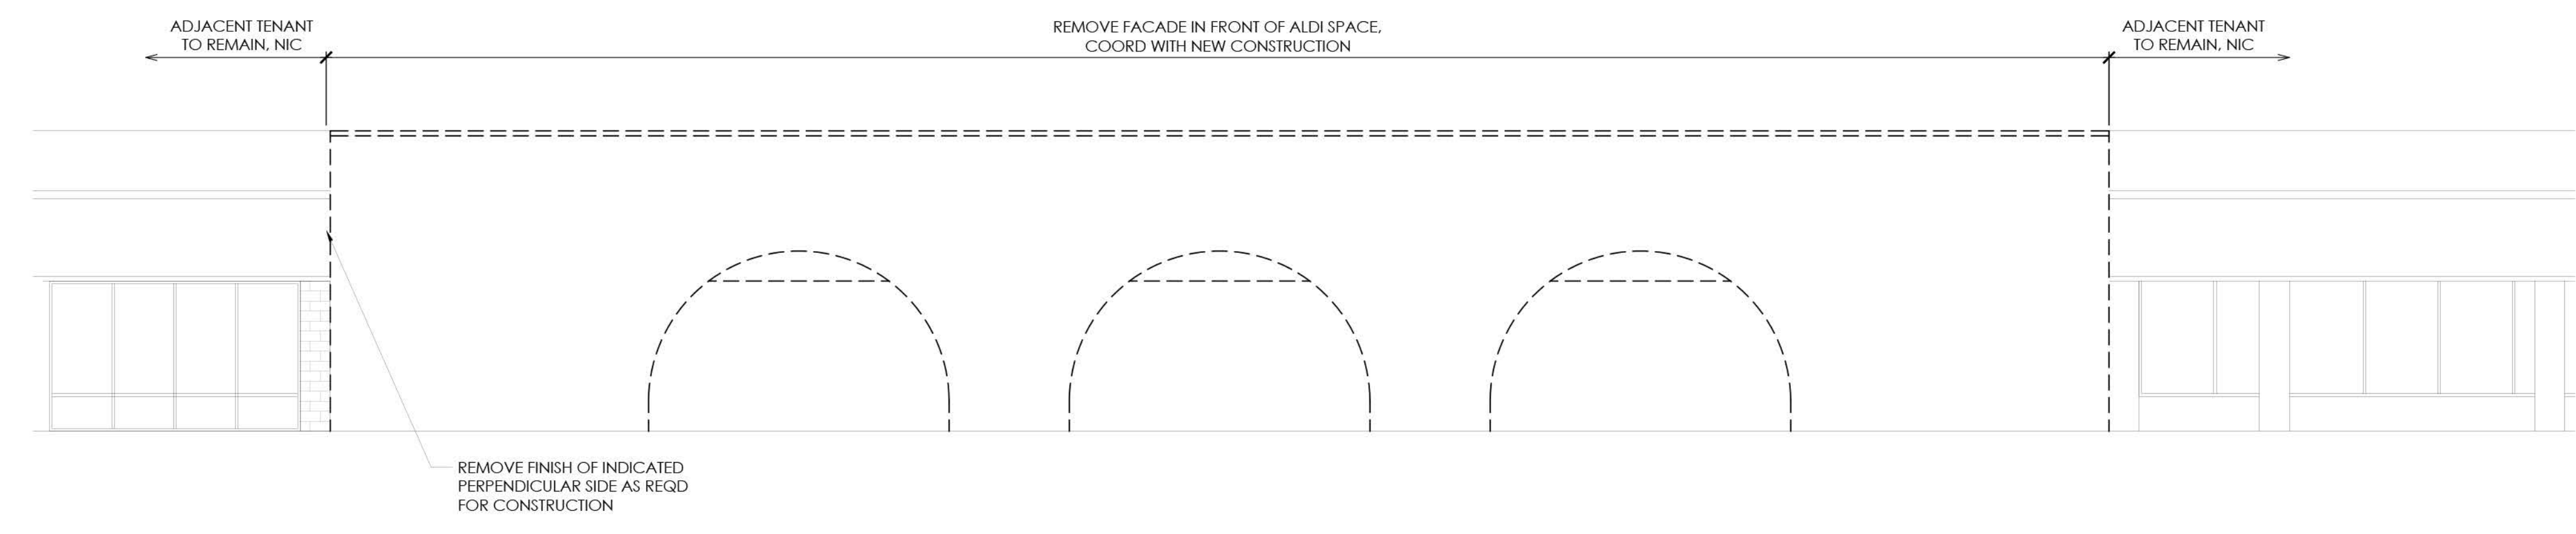 ADJACENT TENANT
TO REMAIN, NIC
REMOVE FACADE IN FRONT OF ALDI SPACE,
COORD WITH NEW CONSTRUCTION
ADJACENT TENANT
TO REMAIN, NIC
REMOVE FINISH OF INDICATED
PERPENDICULAR SIDE AS REQD
FOR CONSTRUCTION